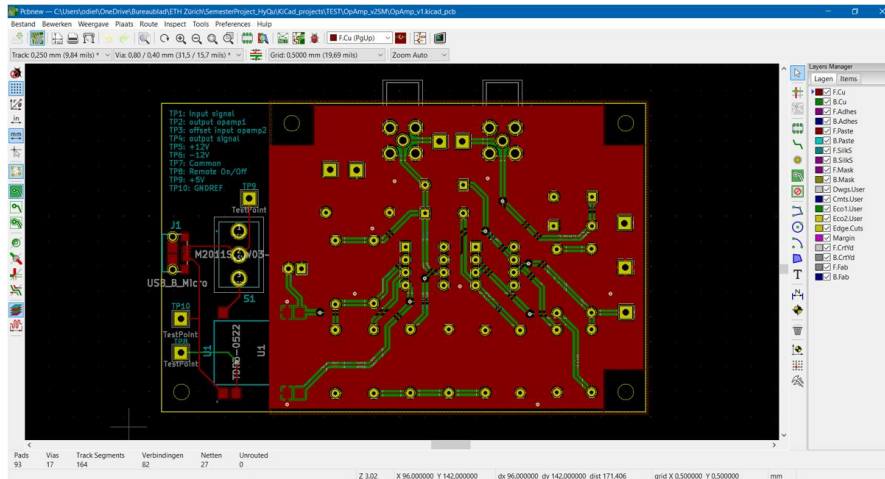 Pcbnew — C:\Users\pdief\OneDrive\Bureaublad\ETH Zürich\SemesterProject_HyQu\KiCad_projects\TEST\OpAmp_v2SM\OpAmp_v1.kicad_pcb
Bestand Bewerken Weergave Plaats Route Inspect Tools Preferences Help
F.Cu (PgUp)
Track: 0,250 mm (9,84 mils) * Via: 0,80 / 0,40 mm (31,5 / 15,7 mils) * Grid: 0,5000 mm (19,69 mils) Zoom Auto
Layers Manager
Lagen Items
F.Cu
B.Cu
F.Adhes
B.Adhes
F.Paste
B.Paste
F.SilkS
B.SilkS
F.Mask
B.Mask
Dwgs.User
Cmts.User
Eco1.User
Eco2.User
Edge.Cuts
Margin
F.CrtYd
B.CrtYd
F.Fab
B.Fab
in
mm
TP1: Input signal
TP2: output opamp1
TP3: offset input opamp2
TP4: output signal
TP5: +12V
TP6: -12V
TP7: Common
TP8: Remote On/Off
TP9: +5V
TP10: GNDREF
TP9
TestPoint
J1
USB_B_Micro
S1
TP10
TestPoint
TP8
TestPoint
U1
U1
Pads Vias Track Segments Verbindingen Netten Unrouted
93 17 164 82 27 0
Z 3,02 X 96,000000 Y 142,000000 dx 96,000000 dy 142,000000 dist 171,406 grid X 0,500000 Y 0,500000 mm